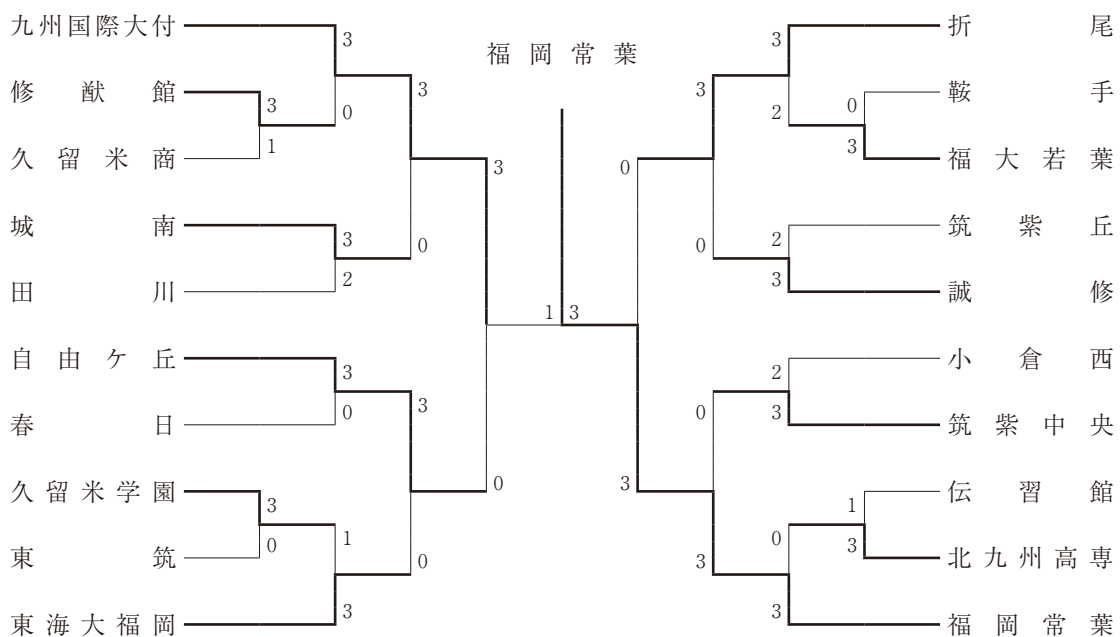 福岡常葉
九州国際大付
3
修猷館
3
0
久留米商
1
3
城南
3
田川
2
0
3
自由ケ丘
3
春日
0
3
久留米学園
3
東筑
0
1
東海大福岡
3
0
0
1 3
折尾
3
鞍手
0
2
福大若葉
3
3
筑紫丘
2
誠修
3
0
0
小倉西
2
筑紫中央
3
0
伝習館
1
北九州高専
3
0
福岡常葉
3
3
3